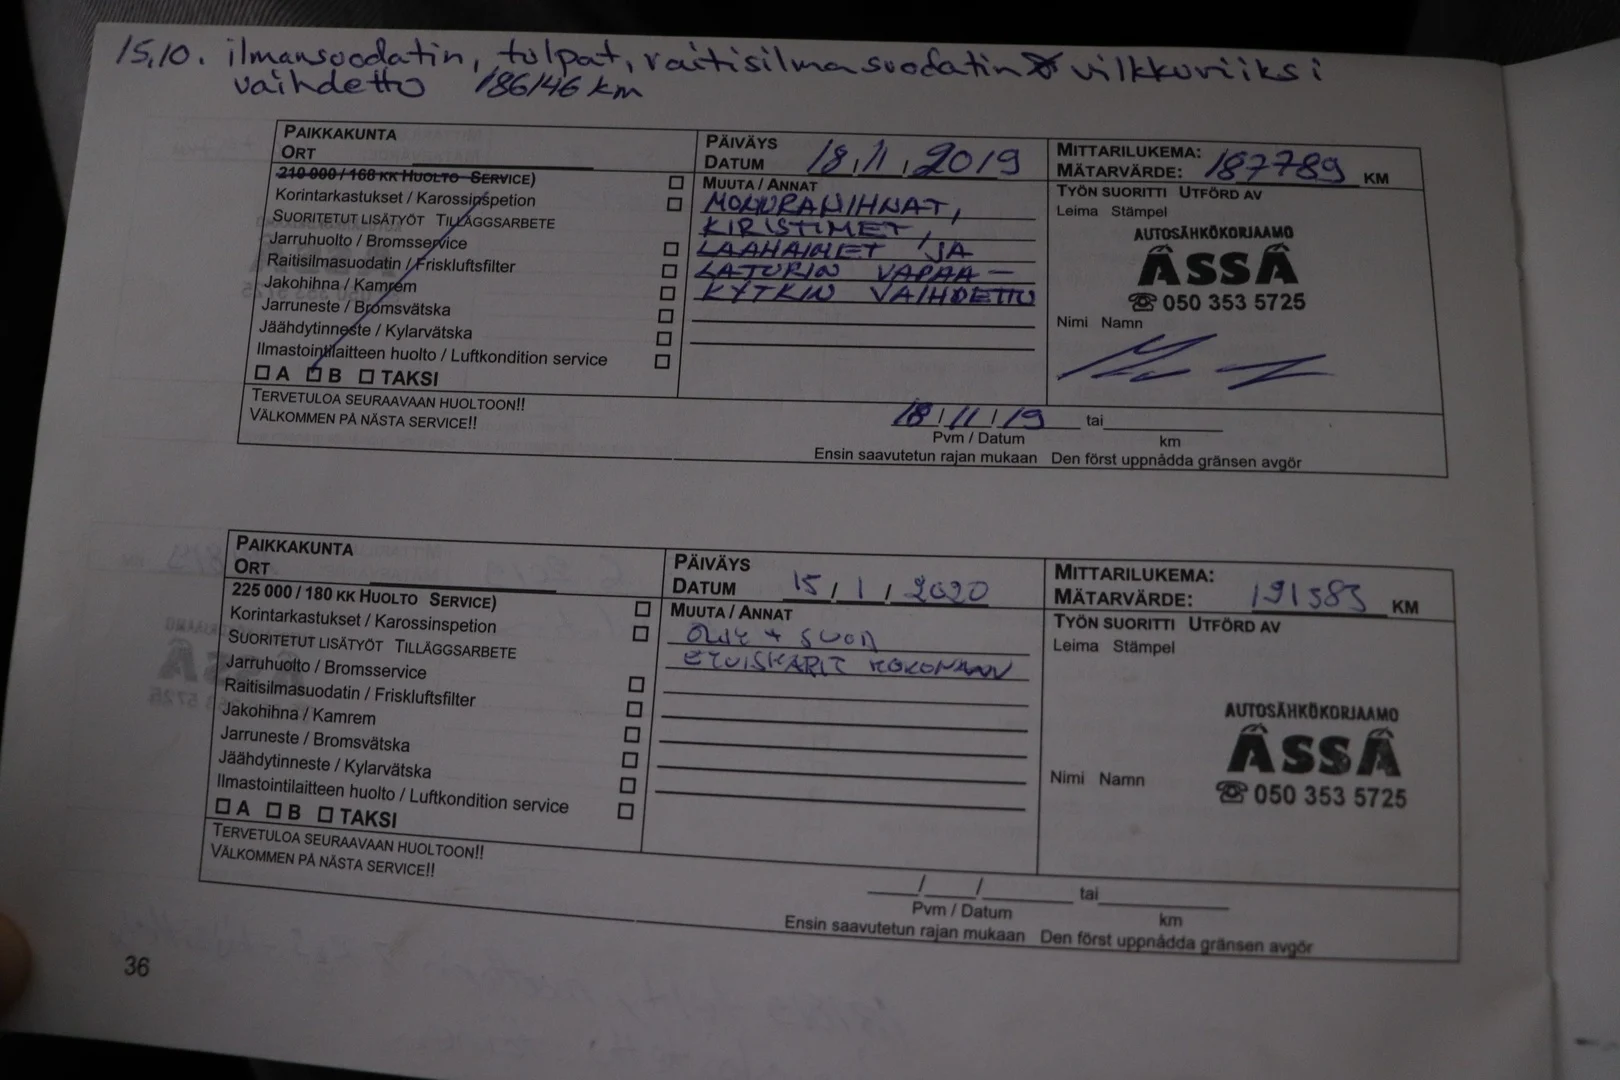 15.10. ilmansuodatin, tulpat, raitisilmasuodatin vilkkuviiksi
vaihdettu 186146 km
PAIKKAKUNTA
ORT
210 000 / 168 KK HUOLTO SERVICE)
Korintarkastukset / Karossinspetion
SUORITETUT LISÄTYÖT TILLÄGGSARBETE
Jarruhuolto / Bromsservice
Raitisilmasuodatin / Friskluftsfilter
Jakohihna / Kamrem
Jarruneste / Bromsvätska
Jäähdytinneste / Kylarvätska
Ilmastointilaitteen huolto / Luftkondition service
A B TAKSI
TERVETULOA SEURAAVAAN HUOLTOON!!
VÄLKOMMEN PÅ NÄSTA SERVICE!!
PÄIVÄYS
DATUM 18.11.2019
MUUTA / ANNAT
MONURAHIHNAT,
KIRISTIMET,
LAAHAIMET JA
LATURIN VAPAA-
KYTKIN VAIHDETTU
MITTARILUKEMA:
MÄTARVÄRDE: 187789 KM
TYÖN SUORITTI UTFÖRD AV
Leima Stämpel
AUTOSÄHKÖKORJAAMO
ÄSSÄ
☎ 050 353 5725
Nimi Namn
18/11/19 tai
Pvm / Datum km
Ensin saavutetun rajan mukaan Den först uppnådda gränsen avgör
PAIKKAKUNTA
ORT
225 000 / 180 KK HUOLTO SERVICE)
Korintarkastukset / Karossinspetion
SUORITETUT LISÄTYÖT TILLÄGGSARBETE
Jarruhuolto / Bromsservice
Raitisilmasuodatin / Friskluftsfilter
Jakohihna / Kamrem
Jarruneste / Bromsvätska
Jäähdytinneste / Kylarvätska
Ilmastointilaitteen huolto / Luftkondition service
A B TAKSI
TERVETULOA SEURAAVAAN HUOLTOON!!
VÄLKOMMEN PÅ NÄSTA SERVICE!!
PÄIVÄYS
DATUM 15/1/2020
MUUTA / ANNAT
ÖLJY + SUOD
ETUISKARIT KOKONAAN
MITTARILUKEMA:
MÄTARVÄRDE: 191583 KM
TYÖN SUORITTI UTFÖRD AV
Leima Stämpel
AUTOSÄHKÖKORJAAMO
ÄSSÄ
☎ 050 353 5725
Nimi Namn
/ / tai
Pvm / Datum km
Ensin saavutetun rajan mukaan Den först uppnådda gränsen avgör
36